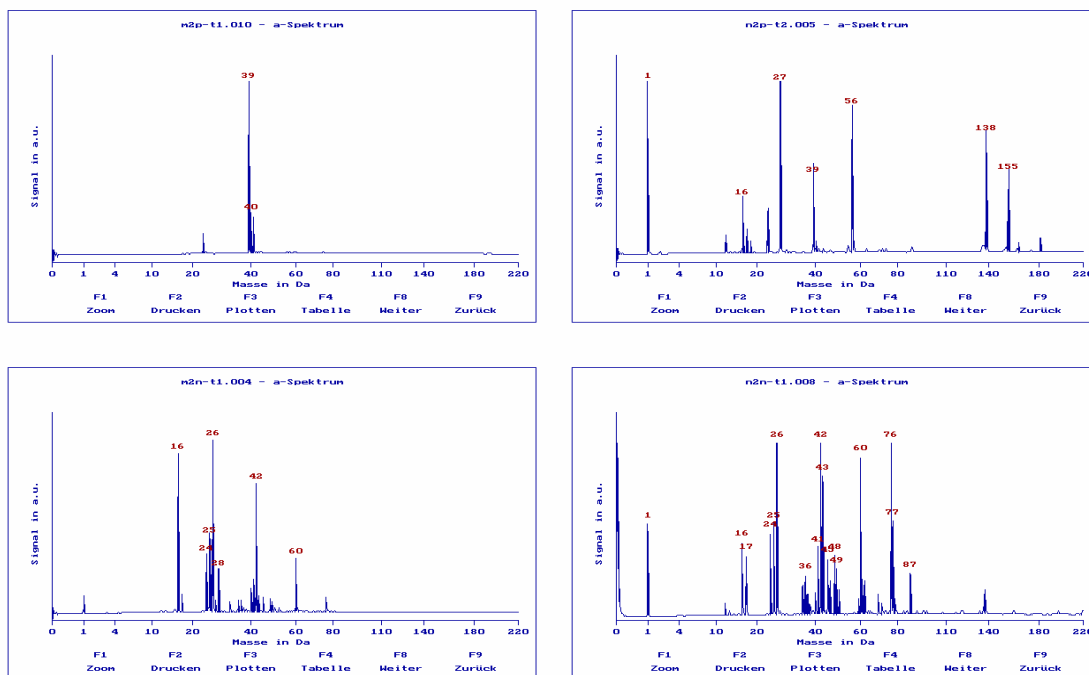 m2p-t1.010 - a-Spektrum
Signal in a.u.
39
40
0 1 4 10 20 40 60 80 110 140 180 220
Masse in Da
F1 F2 F3 F4 F8 F9
Zoom Drucken Plotten Tabelle Weiter Zurück
n2p-t2.005 - a-Spektrum
Signal in a.u.
1
27
56
138
39
155
16
0 1 4 10 20 40 60 80 110 140 180 220
Masse in Da
F1 F2 F3 F4 F8 F9
Zoom Drucken Plotten Tabelle Weiter Zurück
m2n-t1.004 - a-Spektrum
Signal in a.u.
26
16
42
25
24
60
28
0 1 4 10 20 40 60 80 110 140 180 220
Masse in Da
F1 F2 F3 F4 F8 F9
Zoom Drucken Plotten Tabelle Weiter Zurück
n2n-t1.008 - a-Spektrum
Signal in a.u.
26 42 76
60
43
1 25
24 77
16 41
17 48
49
36 87
0 1 4 10 20 40 60 80 110 140 180 220
Masse in Da
F1 F2 F3 F4 F8 F9
Zoom Drucken Plotten Tabelle Weiter Zurück